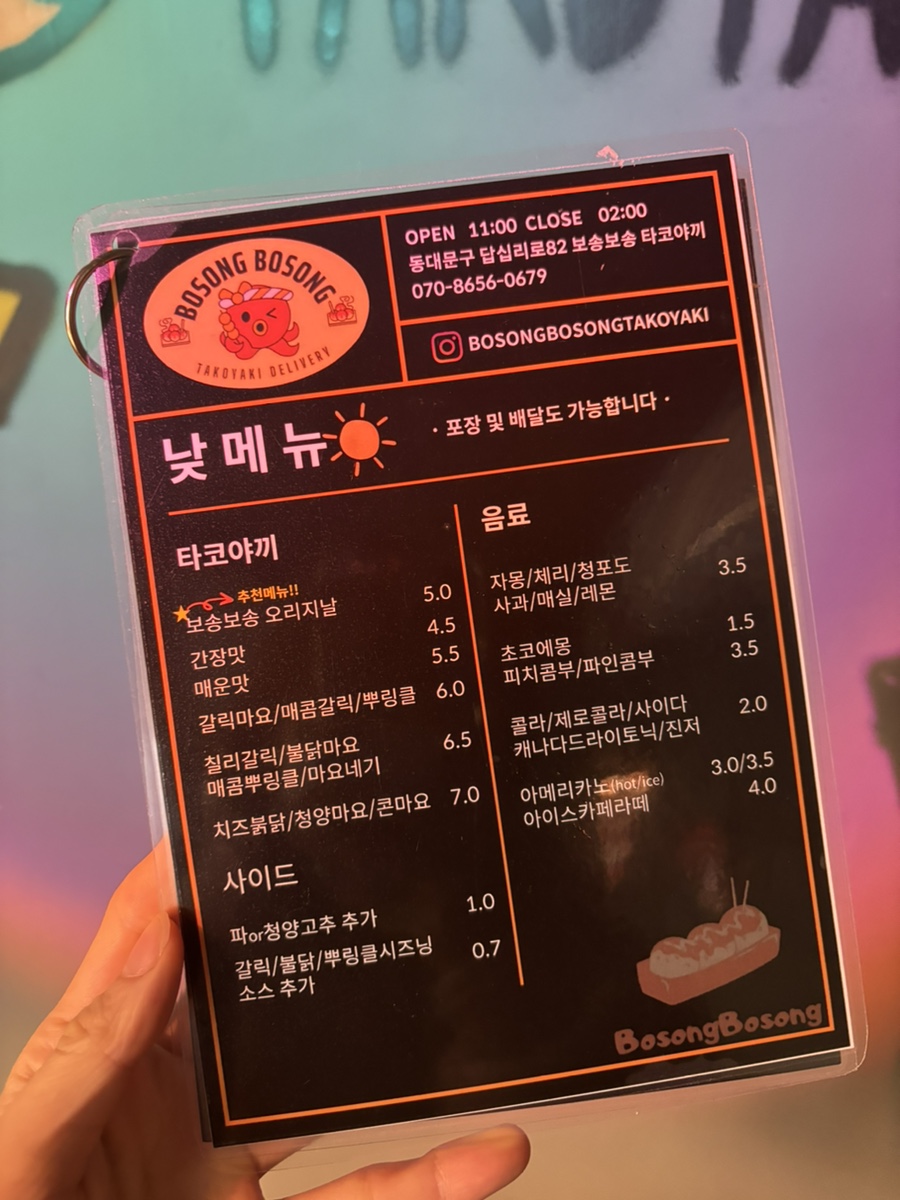 BOSONG BOSONG
TAKOYAKI DELIVERY
OPEN 11:00 CLOSE 02:00
동대문구 답십리로82 보송보송 타코야끼
070-8656-0679
BOSONGBOSONGTAKOYAKI
낮 메 뉴
· 포장 및 배달도 가능합니다 ·
타코야끼
추천메뉴!!
보송보송 오리지날 5.0
간장맛 4.5
매운맛 5.5
갈릭마요/매콤갈릭/뿌링클 6.0
칠리갈릭/불닭마요 6.5
매콤뿌링클/마요네기
치즈붉닭/청양마요/콘마요 7.0
사이드
파or청양고추 추가 1.0
갈릭/불닭/뿌링클시즈닝 0.7
소스 추가
음료
자몽/체리/청포도 3.5
사과/매실/레몬
초코에몽 1.5
피치콤부/파인콤부 3.5
콜라/제로콜라/사이다 2.0
캐나다드라이토닉/진저
아메리카노(hot/ice) 3.0/3.5
아이스카페라떼 4.0
BosongBosong